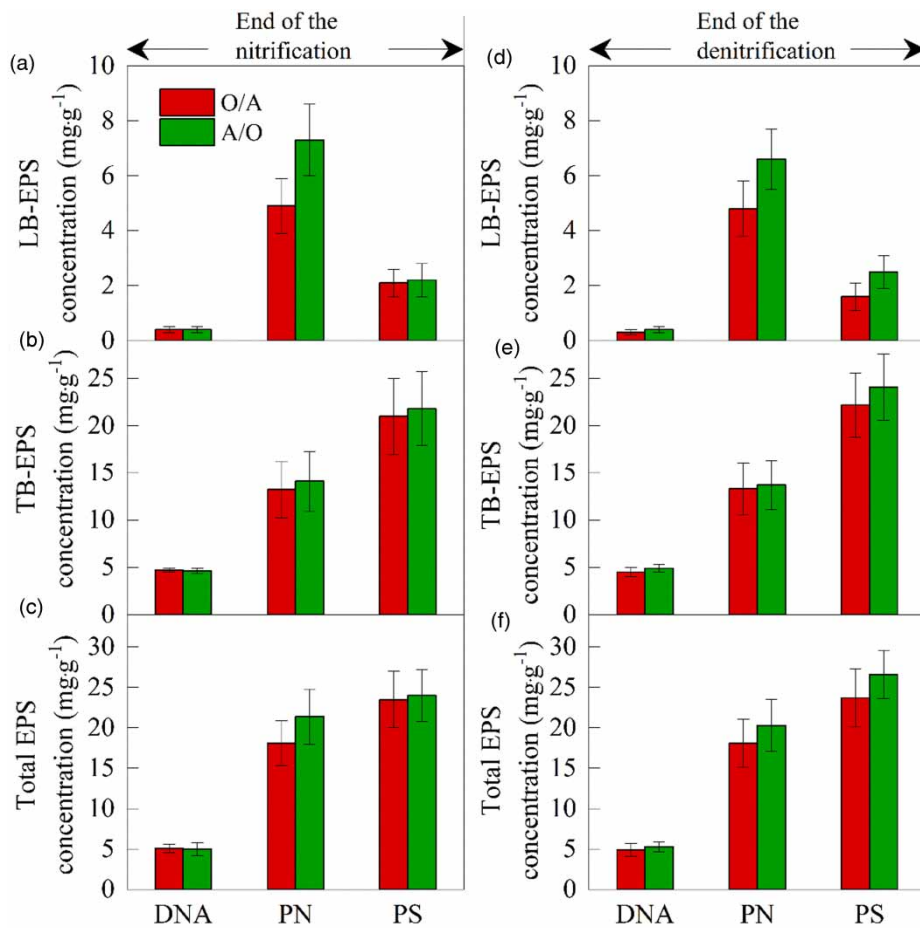 End of the
nitrification
(a)
10
8
6
4
2
0
LB-EPS
concentration (mg·g⁻¹)
O/A
A/O
(b)
25
20
15
10
5
0
TB-EPS
concentration (mg·g⁻¹)
(c)
30
25
20
15
10
5
0
Total EPS
concentration (mg·g⁻¹)
DNA PN PS
End of the
denitrification
(d)
10
8
6
4
2
0
LB-EPS
concentration (mg·g⁻¹)
(e)
25
20
15
10
5
0
TB-EPS
concentration (mg·g⁻¹)
(f)
30
25
20
15
10
5
0
Total EPS
concentration (mg·g⁻¹)
DNA PN PS